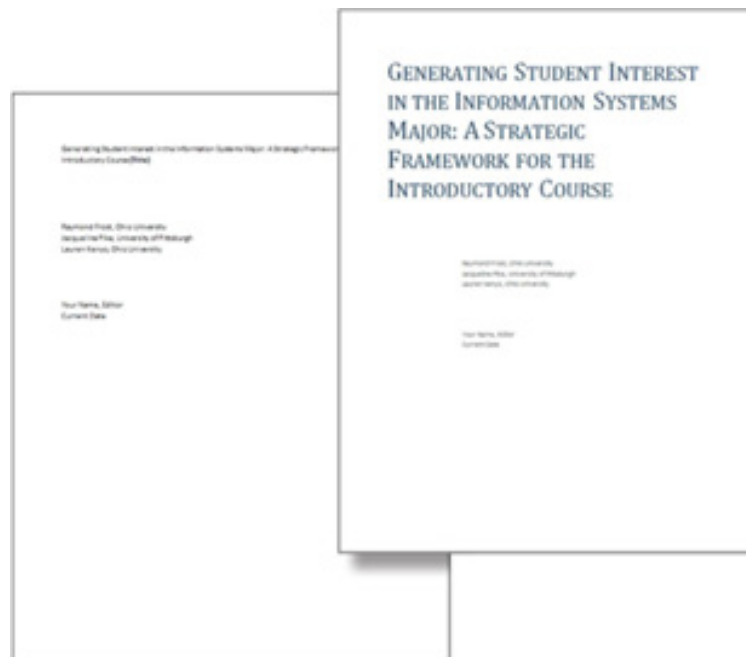 Generating Student Interest in the Information Systems Major: A Strategic Framework
Introductory Course(New)
Raymond Frost, Ohio University
Jacqueline Pike, University of Pittsburgh
Lauren Kenyo, Ohio University
Your Name, Editor
Current Date
GENERATING STUDENT INTEREST
IN THE INFORMATION SYSTEMS
MAJOR: A STRATEGIC
FRAMEWORK FOR THE
INTRODUCTORY COURSE
Raymond Frost, Ohio University
Jacqueline Pike, University of Pittsburgh
Lauren Kenyo, Ohio University
Your Name, Editor
Current Date